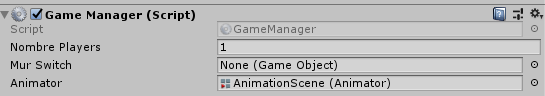 Game Manager (Script)
Script GameManager
Nombre Players 1
Mur Switch None (Game Object)
Animator AnimationScene (Animator)